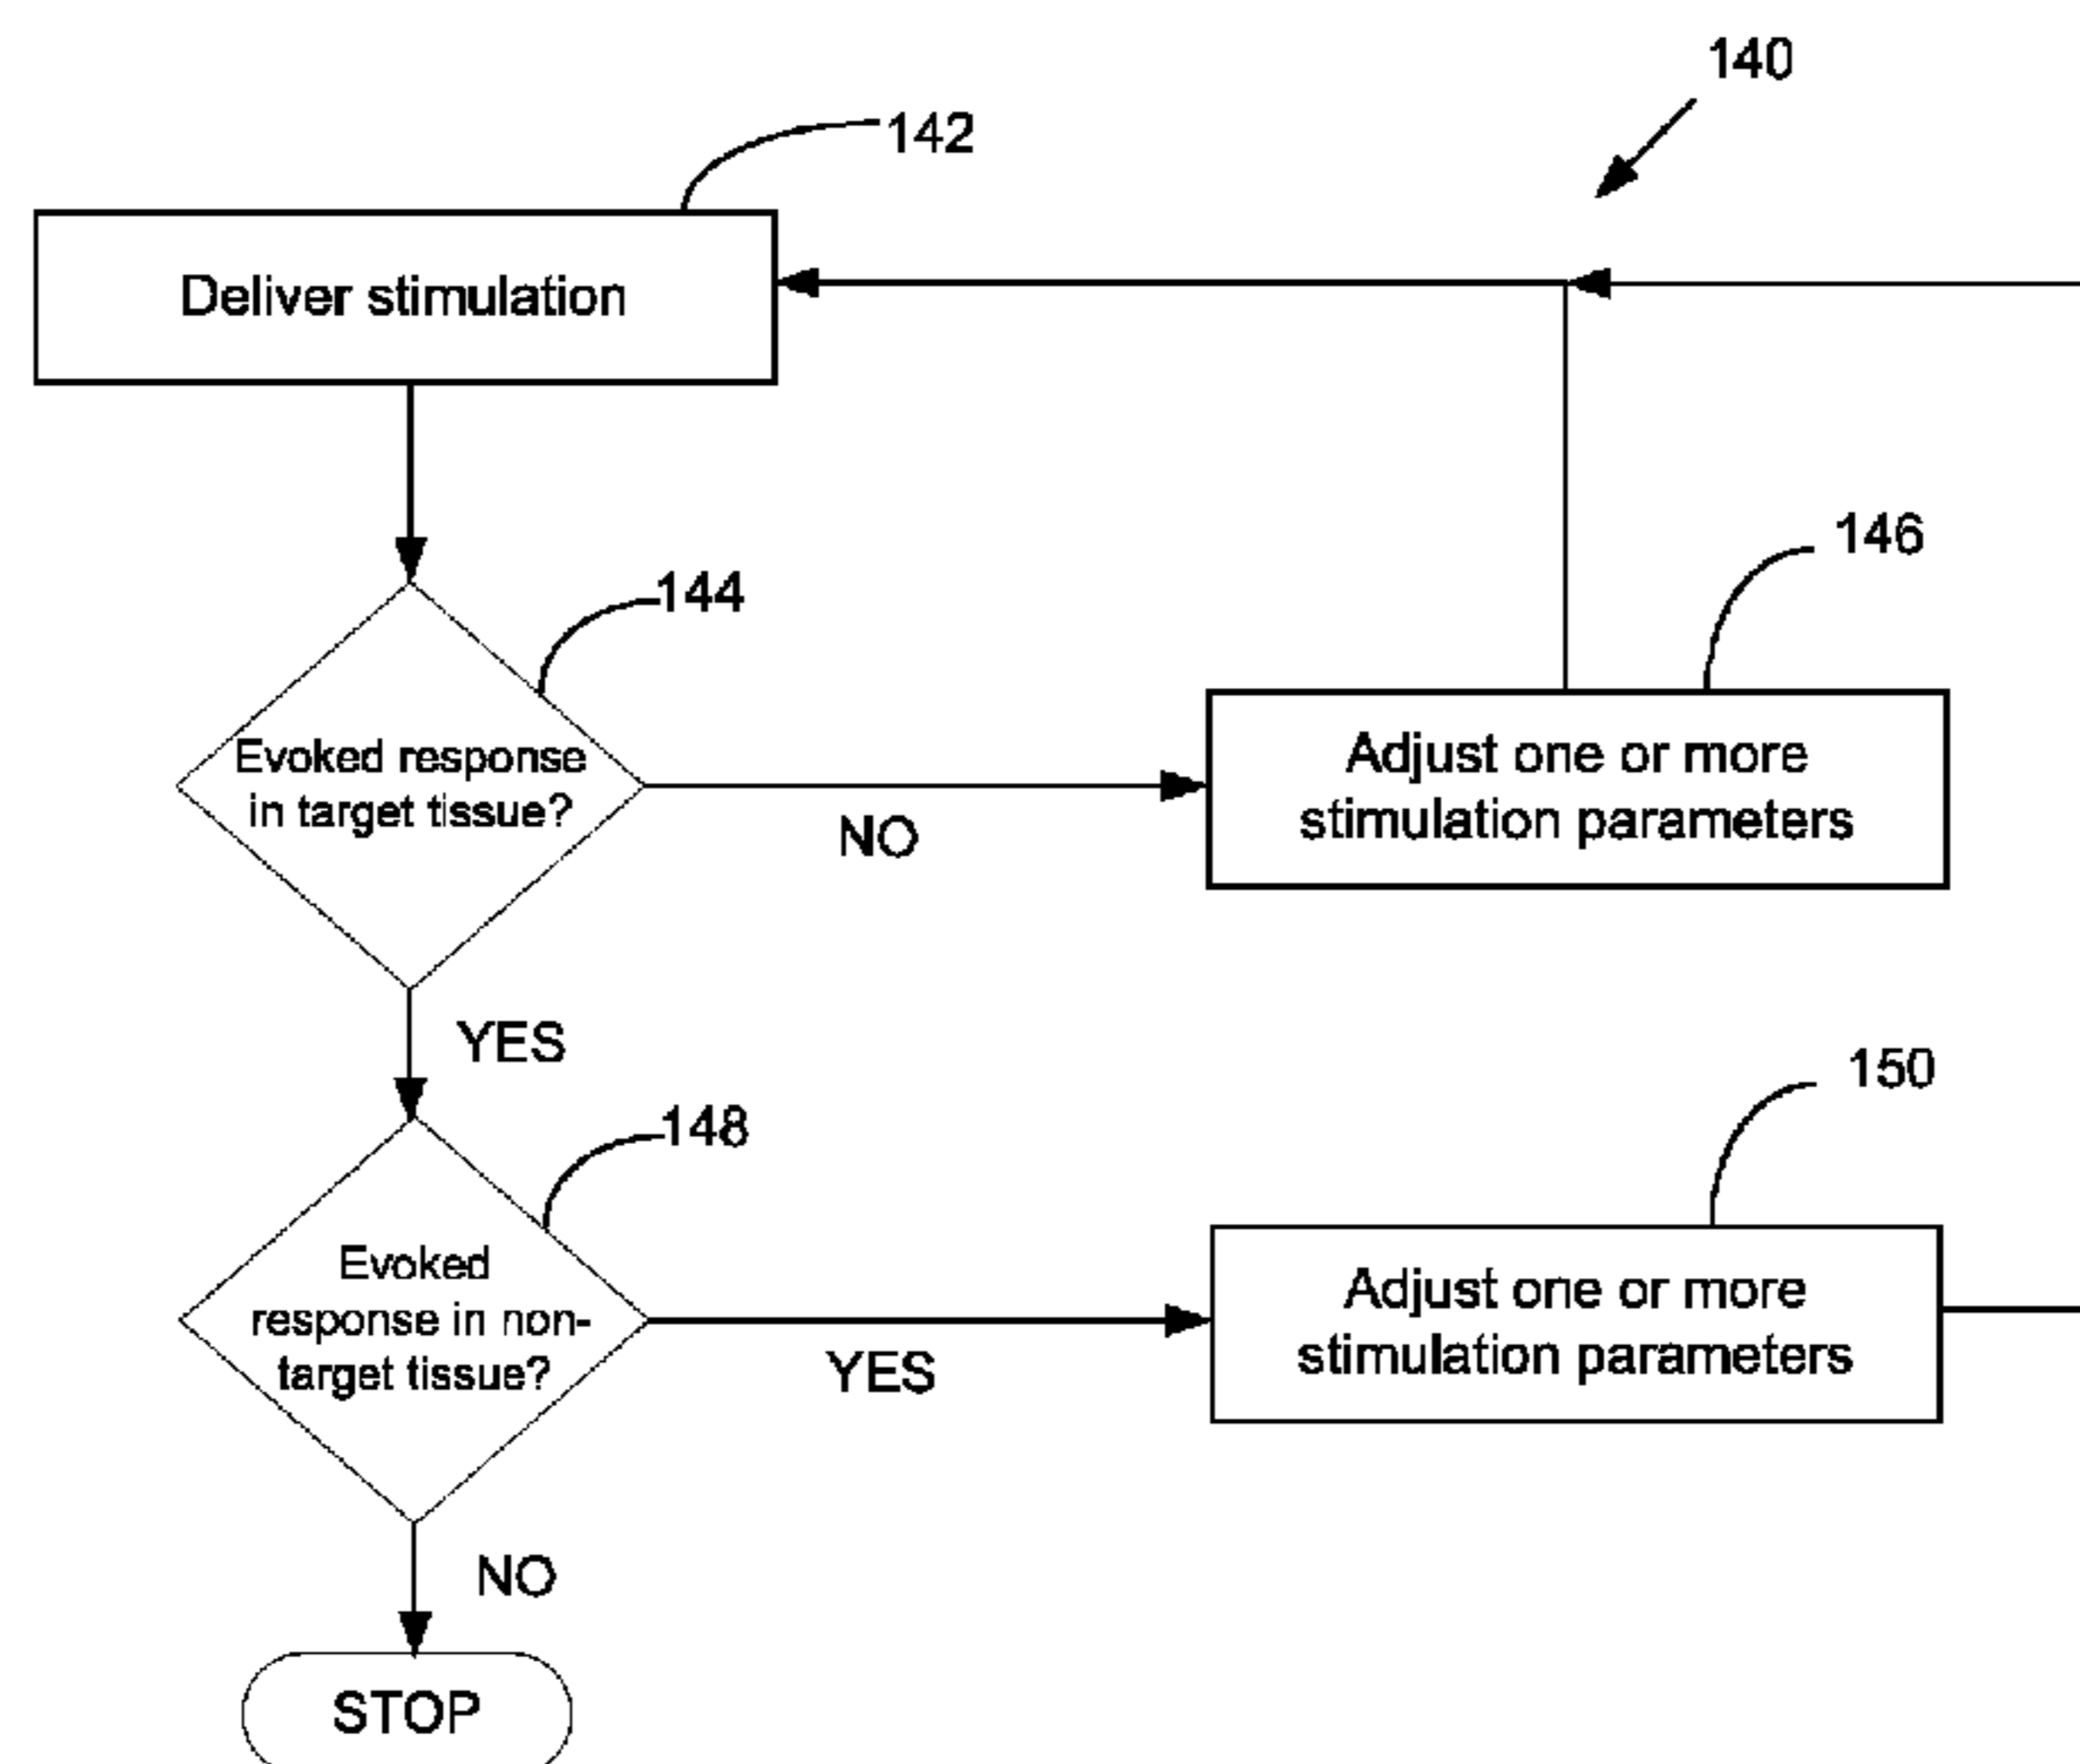 140
142
Deliver stimulation
144
146
Evoked response
in target tissue?
NO
Adjust one or more
stimulation parameters
YES
148
150
Evoked
response in non-
target tissue?
YES
Adjust one or more
stimulation parameters
NO
STOP